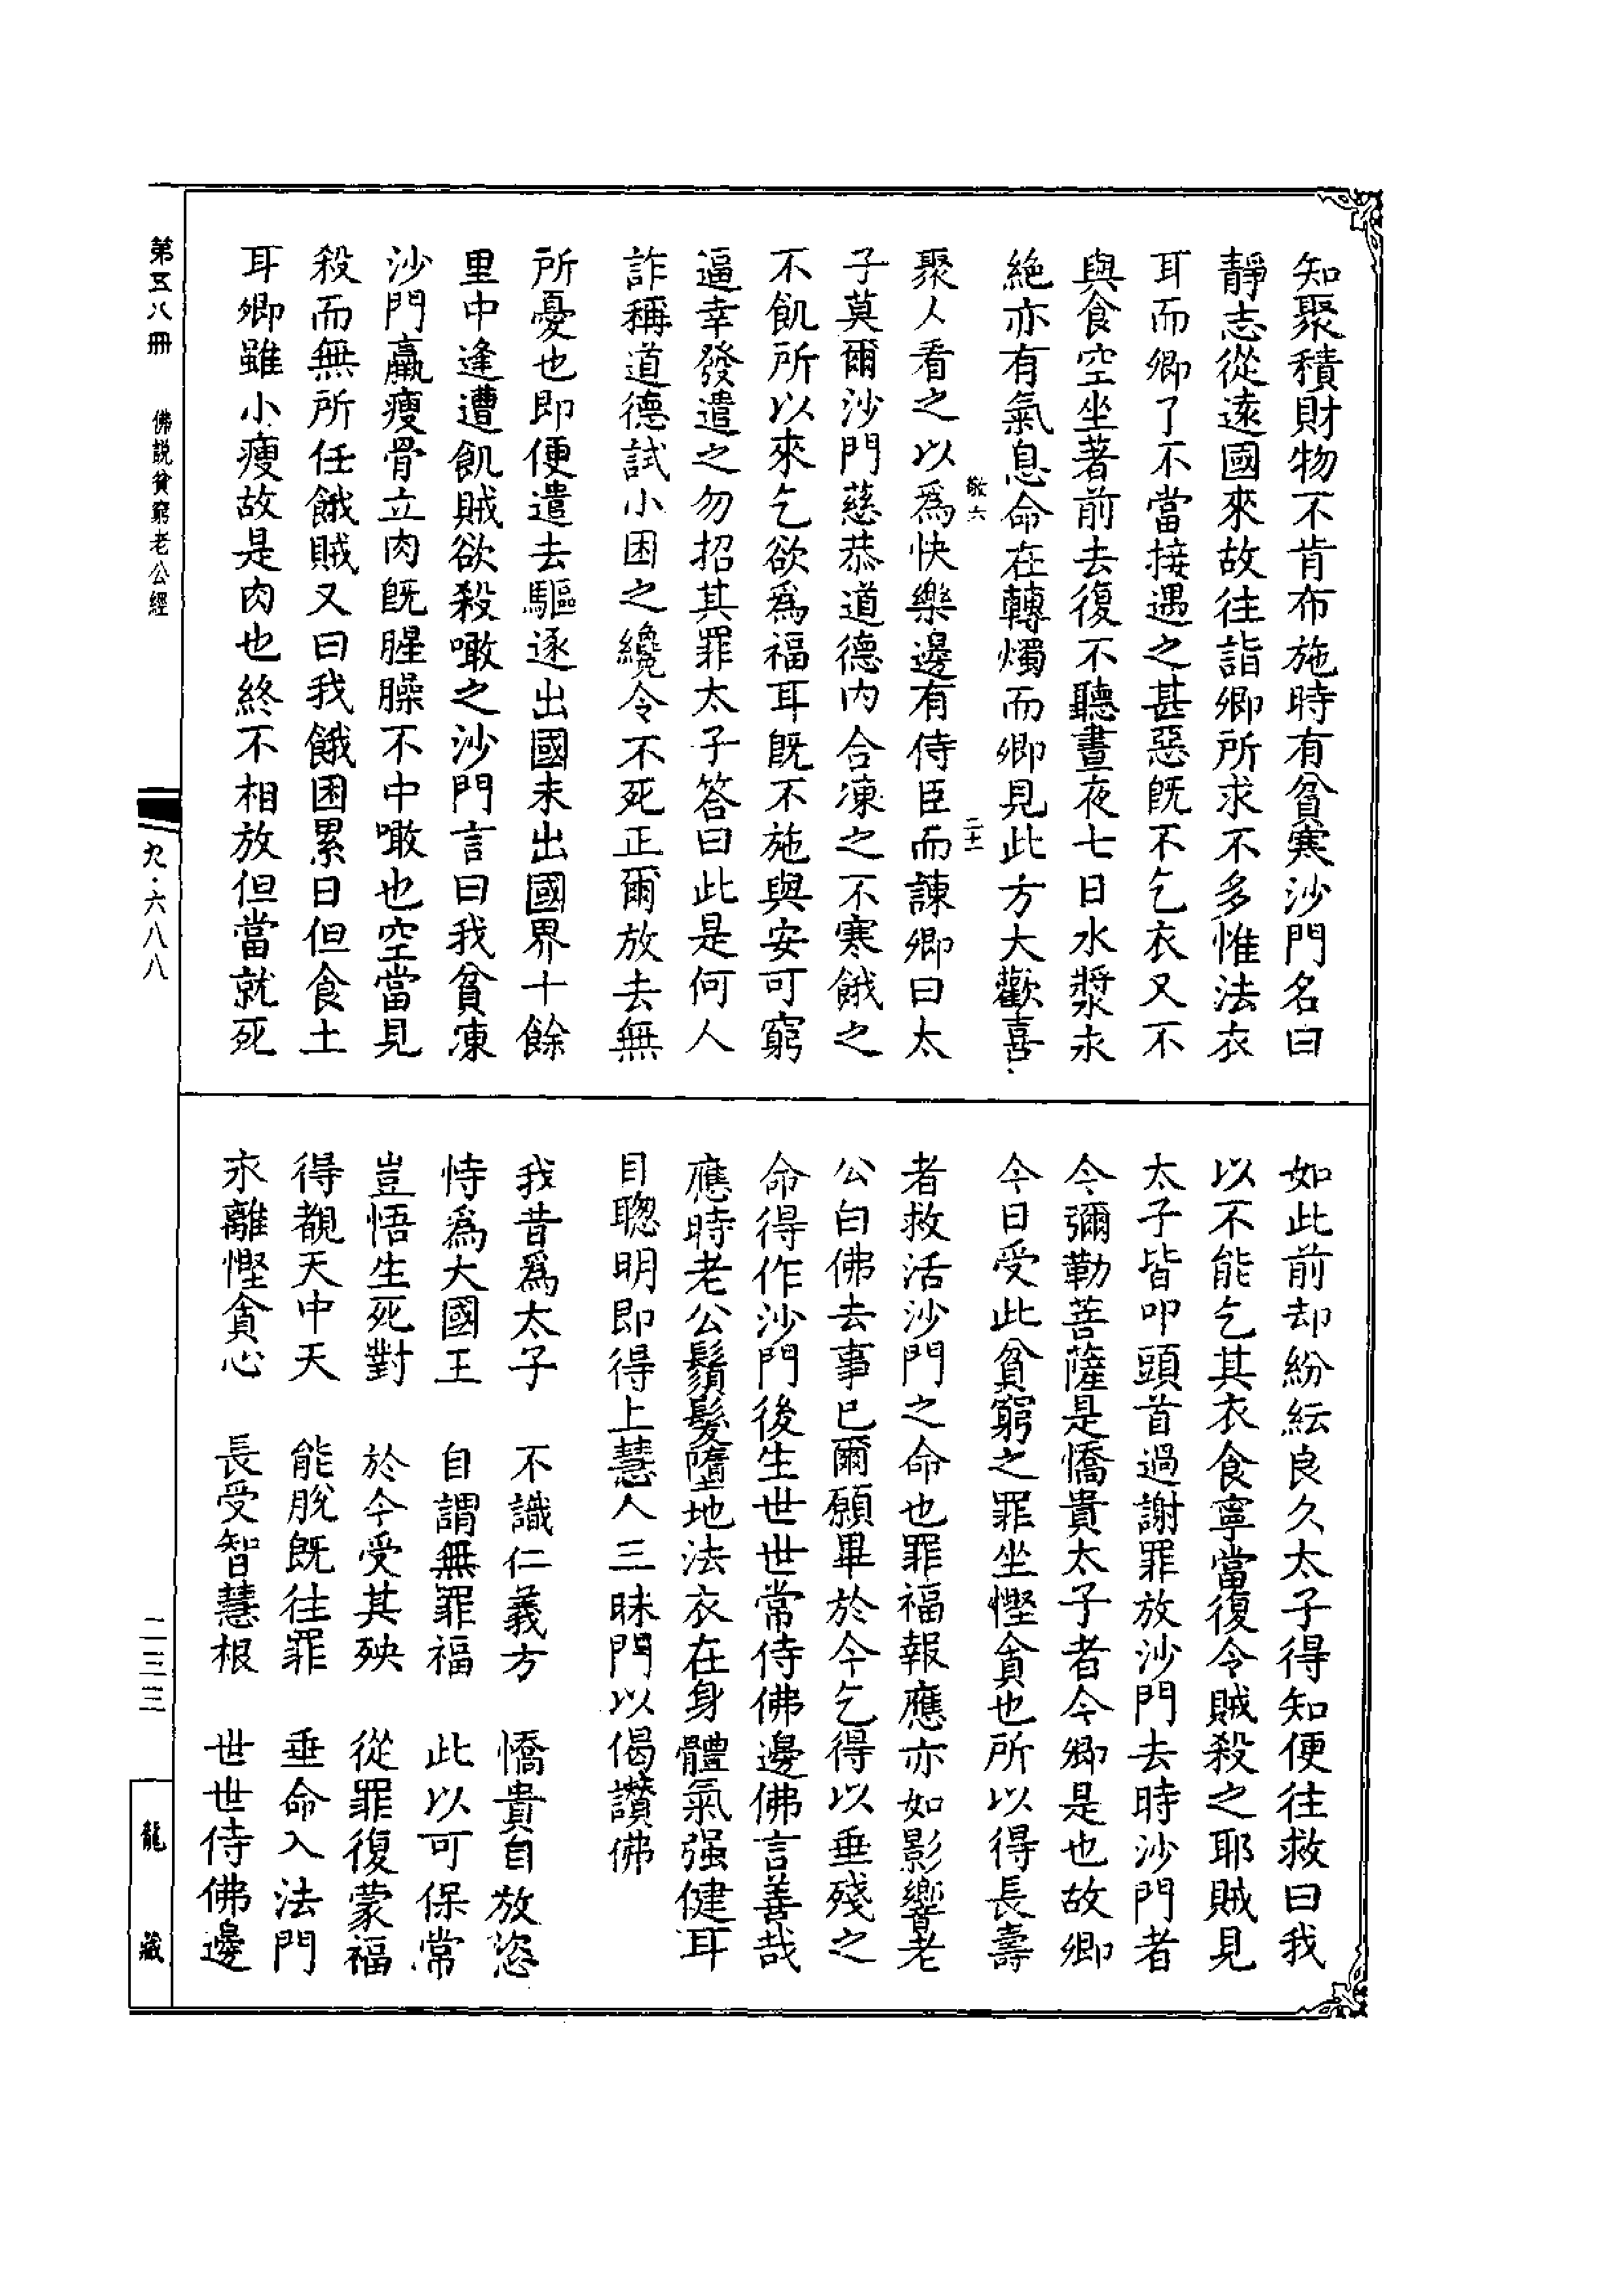 知聚積財物不肯布施時有貧寒沙門名曰
靜志從遠國來故往詣卿所求不多惟法衣
耳而卿了不當接遇之甚惡既不乞衣又不
與食空坐著前去復不聽晝夜七日水漿永
絶亦有氣息命在轉燭而卿見此方大歡喜
敬六
二十一
聚人看之以爲快樂邊有侍臣而諫卿曰太
子莫爾沙門慈恭道德内合凍之不寒餓之
不飢所以來乞欲爲福耳既不施與安可窮
逼幸發遣之勿招其罪太子答曰此是何人
詐稱道德試小困之纔令不死正爾放去無
所憂也即便遣去驅逐出國未出國界十餘
里中逢遭飢賊欲殺噉之沙門言曰我貧凍
沙門羸瘦骨立肉既腥臊不中噉也空當見
殺而無所任餓賊又曰我餓困累日但食土
耳卿雖小瘦故是肉也終不相放但當就死
如此前却紛紜良久太子得知便往救曰我
以不能乞其衣食寧當復令賊殺之耶賊見
太子皆叩頭首過謝罪放沙門去時沙門者
今彌勒菩薩是憍貴太子者今卿是也故卿
今日受此貧窮之罪坐慳貪也所以得長壽
者救活沙門之命也罪福報應亦如影響老
公白佛去事已爾願畢於今乞得以垂殘之
命得作沙門後生世世常侍佛邊佛言善哉
應時老公鬚髮墮地法衣在身體氣强健耳
目聰明即得上慧人三昧門以偈讚佛
我昔爲太子　不識仁義方　憍貴自放恣
恃爲大國王　自謂無罪福　此以可保常
豈悟生死對　於今受其殃　從罪復蒙福
得覩天中天　能脫既往罪　垂命入法門
永離慳貪心　長受智慧根　世世侍佛邊
第五八冊　佛説貧窮老公經
九·六八八
二三三
龍藏